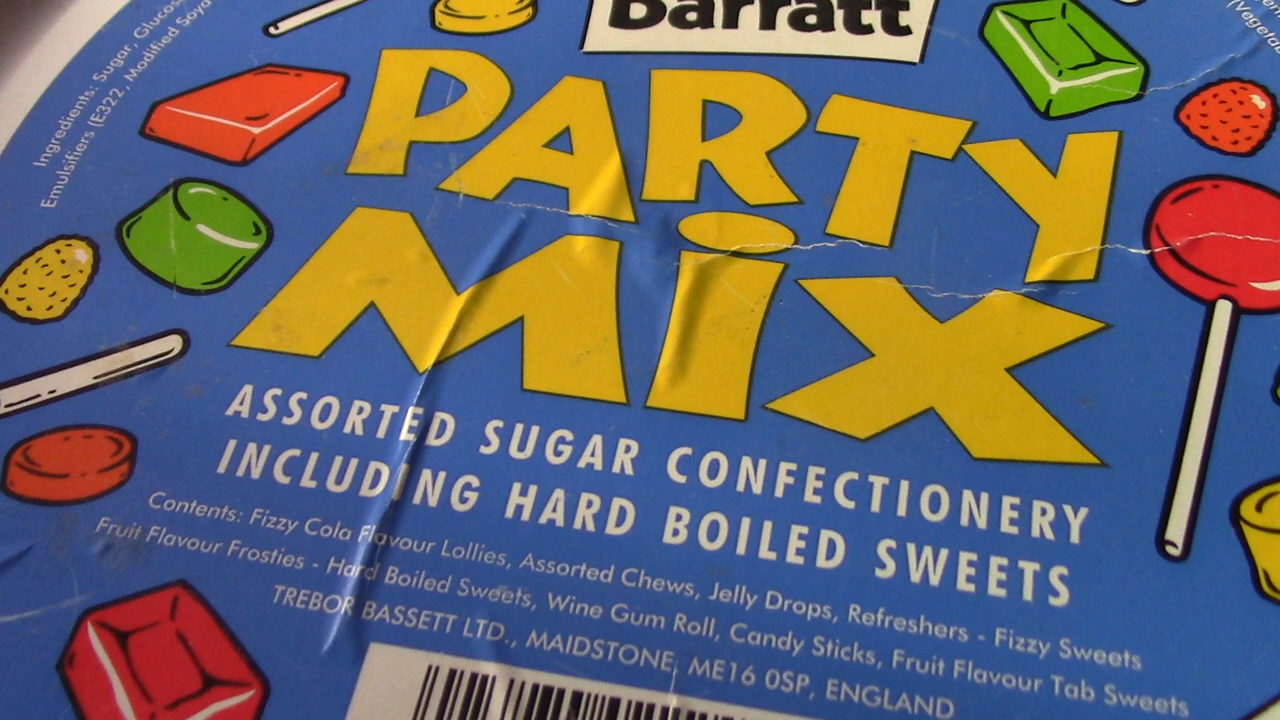 Barratt
PARTY
MiX
ASSORTED SUGAR CONFECTIONERY
INCLUDING HARD BOILED SWEETS
Contents: Fizzy Cola Flavour Lollies, Assorted Chews, Jelly Drops, Refreshers - Fizzy Sweets
Fruit Flavour Frosties - Hard Boiled Sweets, Wine Gum Roll, Candy Sticks, Fruit Flavour Tab Sweets
TREBOR BASSETT LTD., MAIDSTONE, ME16 0SP, ENGLAND
Ingredients: Sugar,
Emulsifiers (E322, Modified Soya